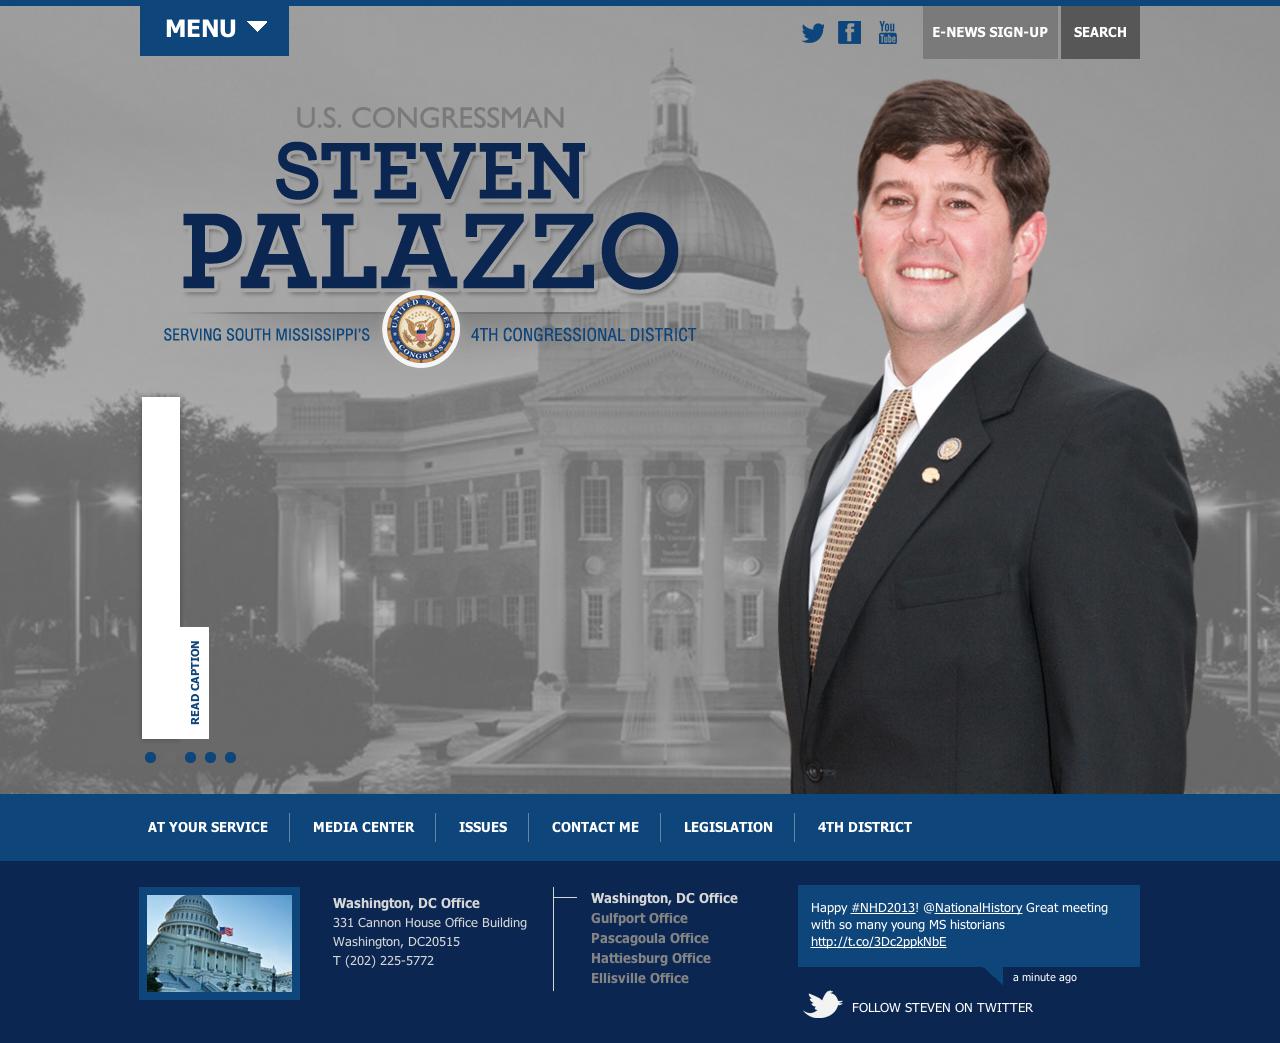 MENU
You
Tube
E-NEWS SIGN-UP
SEARCH
U.S. CONGRESSMAN
STEVEN
PALAZZO
SERVING SOUTH MISSISSIPPI'S
UNITED STATES
CONGRESS
4TH CONGRESSIONAL DISTRICT
READ CAPTION
AT YOUR SERVICE
MEDIA CENTER
ISSUES
CONTACT ME
LEGISLATION
4TH DISTRICT
Washington, DC Office
331 Cannon House Office Building
Washington, DC20515
T (202) 225-5772
Washington, DC Office
Gulfport Office
Pascagoula Office
Hattiesburg Office
Ellisville Office
Happy #NHD2013! @NationalHistory Great meeting
with so many young MS historians
http://t.co/3Dc2ppkNbE
a minute ago
FOLLOW STEVEN ON TWITTER